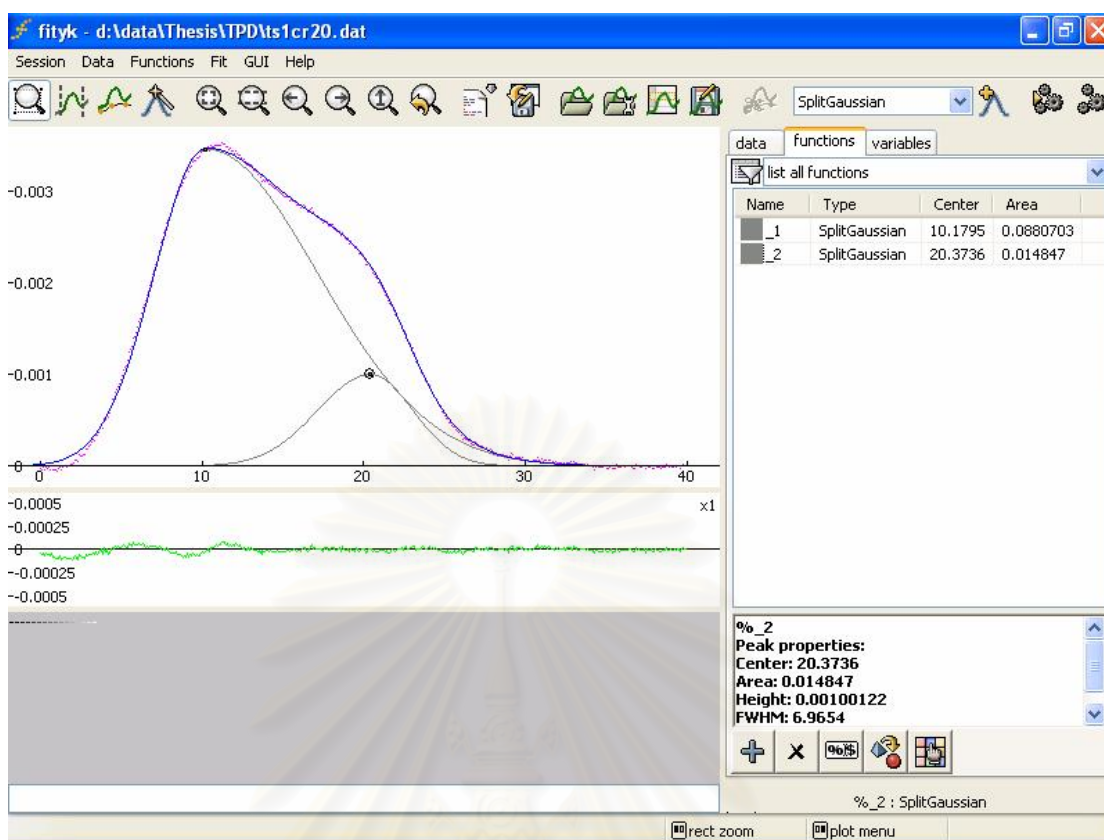 fityk - d:\data\Thesis\TPD\ts1cr20.dat
Session Data Functions Fit GUI Help
SplitGaussian
data functions variables
list all functions
Name Type Center Area
_1 SplitGaussian 10.1795 0.0880703
_2 SplitGaussian 20.3736 0.014847
-0.003
-0.002
-0.001
0
0 10 20 30 40
-0.0005
-0.00025
0
--0.00025
--0.0005
x1
%_2
Peak properties:
Center: 20.3736
Area: 0.014847
Height: 0.00100122
FWHM: 6.9654
%_2 : SplitGaussian
rect zoom plot menu